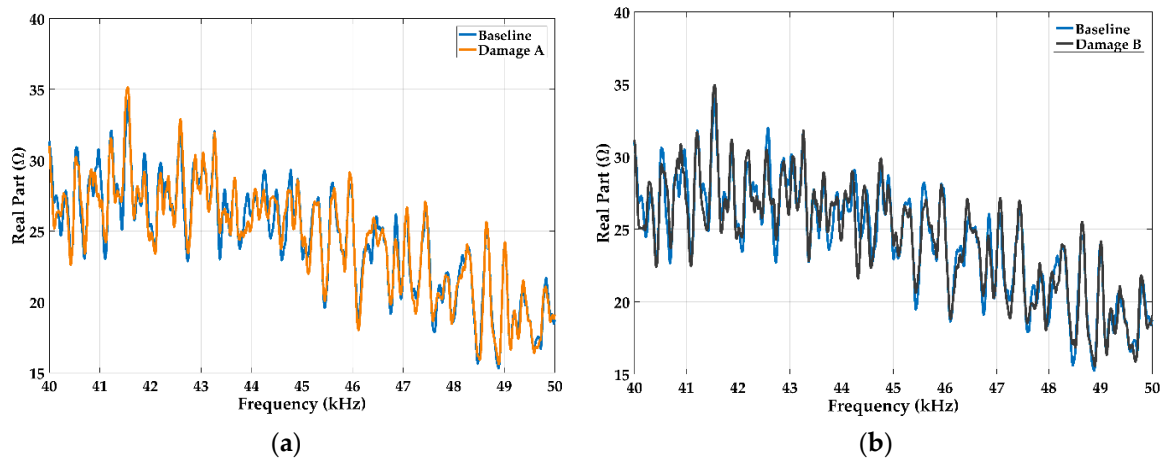 40
35
30
25
20
15
Real Part (Ω)
Baseline
Damage A
40 41 42 43 44 45 46 47 48 49 50
Frequency (kHz)
(a)
40
35
30
25
20
15
Real Part (Ω)
Baseline
Damage B
40 41 42 43 44 45 46 47 48 49 50
Frequency (kHz)
(b)